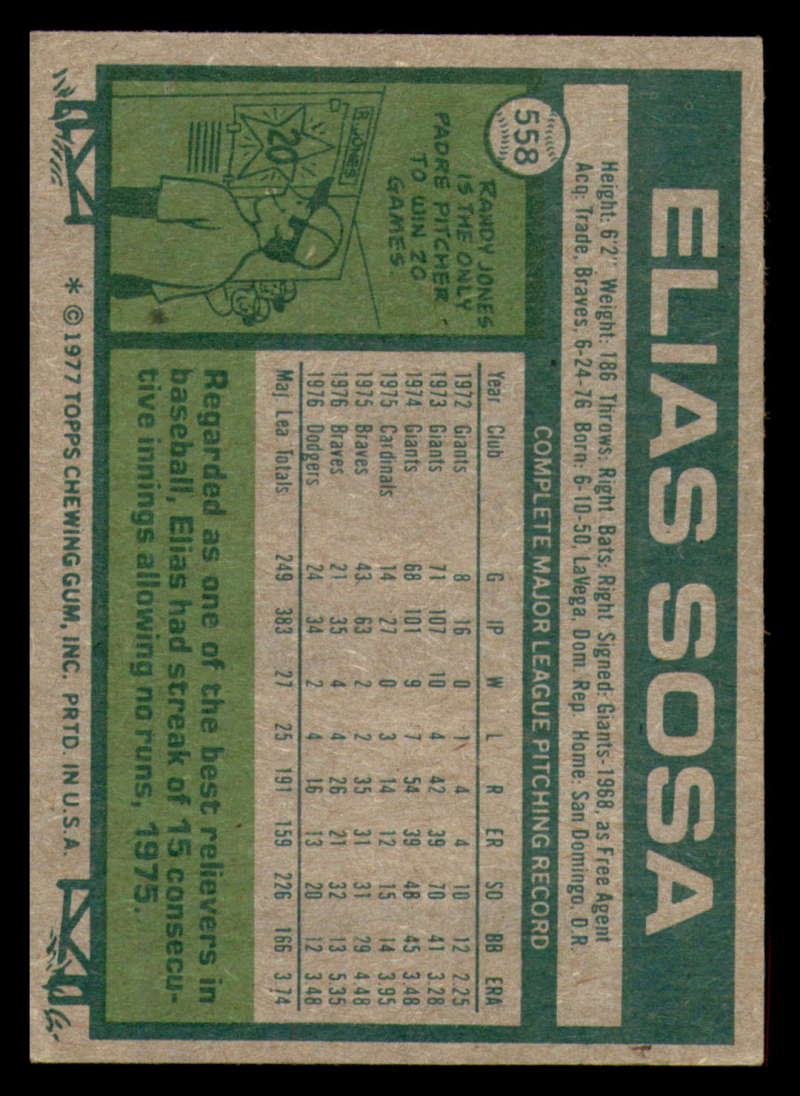 558
ELIAS SOSA
Height: 6'2" Weight: 186 Throws: Right Bats: Right Signed: Giants-1968, as Free Agent
Acq: Trade, Braves, 6-24-76 Born: 6-10-50, LaVega, Dom Rep. Home: San Domingo, D.R.
COMPLETE MAJOR LEAGUE PITCHING RECORD
Year Club G IP W L R ER SO BB ERA
1972 Giants 8 16 0 1 4 4 10 12 2.25
1973 Giants 71 107 10 4 42 39 70 41 3.28
1974 Giants 68 101 9 7 54 39 48 45 3.48
1975 Cardinals 14 27 0 3 14 12 15 14 3.95
1975 Braves 43 63 2 2 35 31 31 29 4.48
1976 Braves 21 35 4 4 26 21 32 13 5.35
1976 Dodgers 24 34 2 4 16 13 20 12 3.48
Maj Lea Totals 249 383 27 25 191 159 226 166 3.74
RANDY JONES
IS THE ONLY
PADRE PITCHER
TO WIN 20
GAMES.
R. JONES
20
Regarded as one of the best relievers in
baseball, Elias had streak of 15 consecu-
tive innings allowing no runs, 1975.
* © 1977 TOPPS CHEWING GUM, INC. PRTD. IN U.S.A.